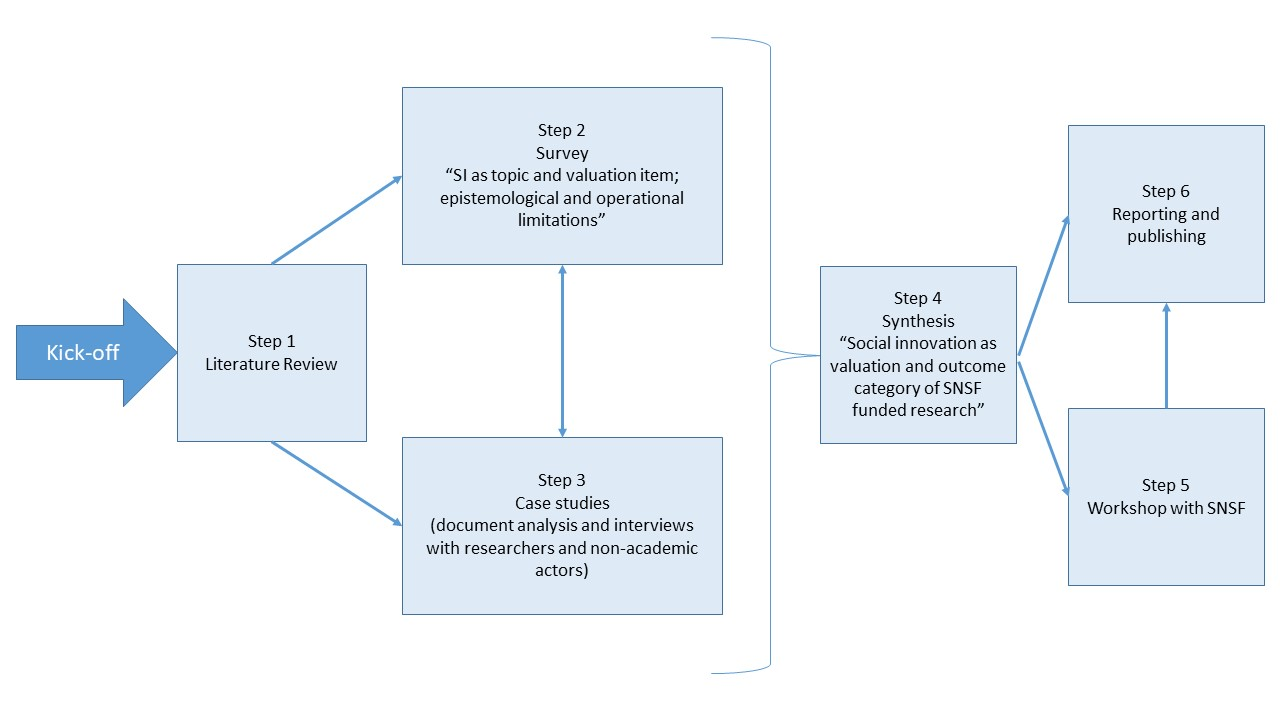 Kick-off
Step 1
Literature Review
Step 2
Survey
“SI as topic and valuation item;
epistemological and operational
limitations”
Step 3
Case studies
(document analysis and interviews
with researchers and non-academic
actors)
Step 4
Synthesis
“Social innovation as
valuation and outcome
category of SNSF
funded research”
Step 5
Workshop with SNSF
Step 6
Reporting and
publishing